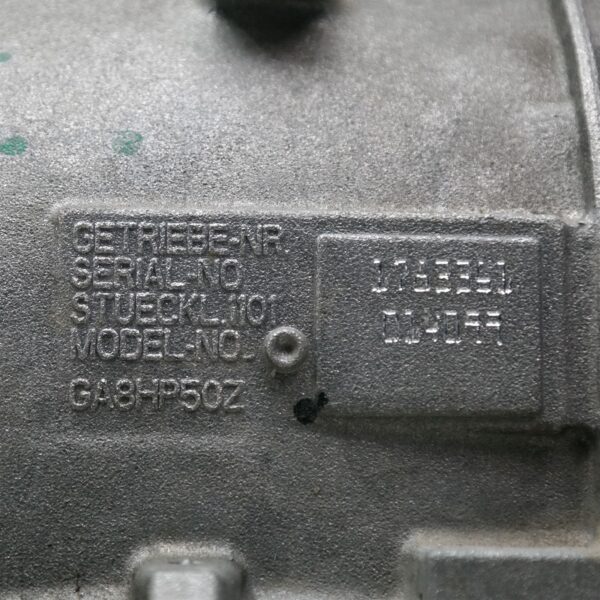 GETRIEBE-NR.
SERIAL-NO
STUECKL.1101
MODEL-NO.
GA8HP50Z